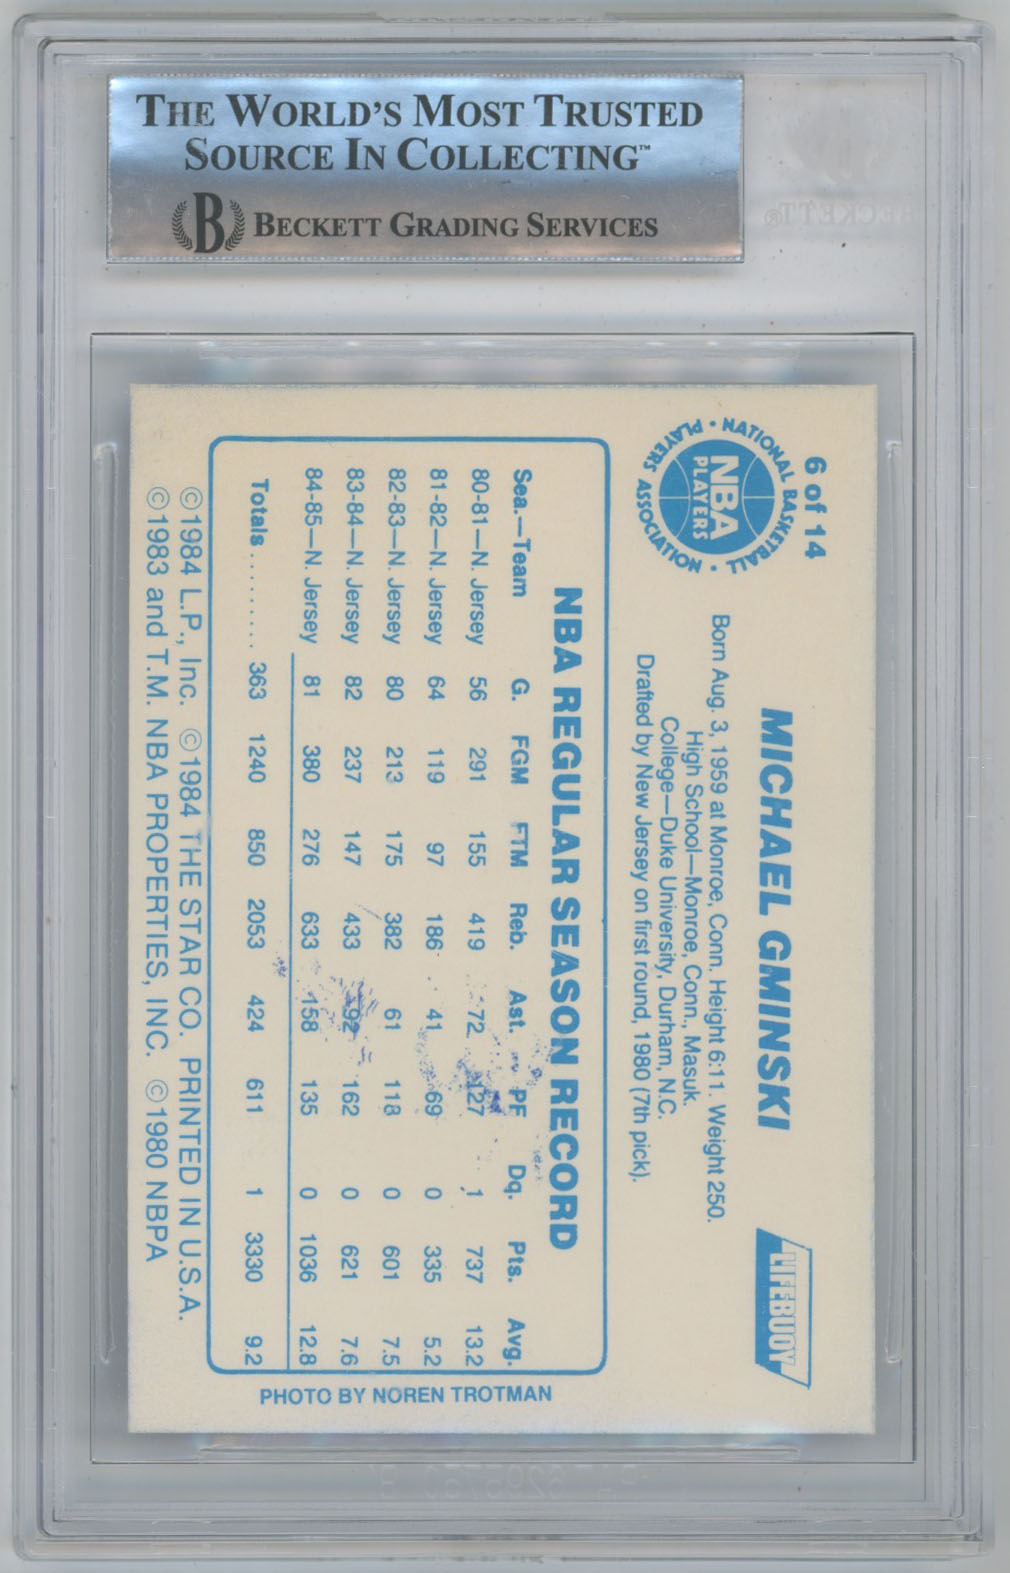 THE WORLD'S MOST TRUSTED
SOURCE IN COLLECTING™
B BECKETT GRADING SERVICES
BECKETT®
6 of 14
NATIONAL BASKETBALL PLAYERS ASSOCIATION
NBA
PLAYERS
MICHAEL GMINSKI
LIFEBUOY
Born Aug. 3, 1959 at Monroe, Conn. Height 6:11. Weight 250.
High School—Monroe, Conn., Masuk.
College—Duke University, Durham, N.C.
Drafted by New Jersey on first round, 1980 (7th pick).
NBA REGULAR SEASON RECORD
Sea.—Team G. FGM FTM Reb. Ast. PF Dq. Pts. Avg.
80-81—N. Jersey 56 291 155 419 72 127 1 737 13.2
81-82—N. Jersey 64 119 97 186 41 69 0 335 5.2
82-83—N. Jersey 80 213 175 382 61 118 0 601 7.5
83-84—N. Jersey 82 237 147 433 92 162 0 621 7.6
84-85—N. Jersey 81 380 276 633 158 135 0 1036 12.8
Totals ......... 363 1240 850 2053 424 611 1 3330 9.2
©1984 L.P., Inc. ©1984 THE STAR CO. PRINTED IN U.S.A.
©1983 and T.M. NBA PROPERTIES, INC. ©1980 NBPA
PHOTO BY NOREN TROTMAN